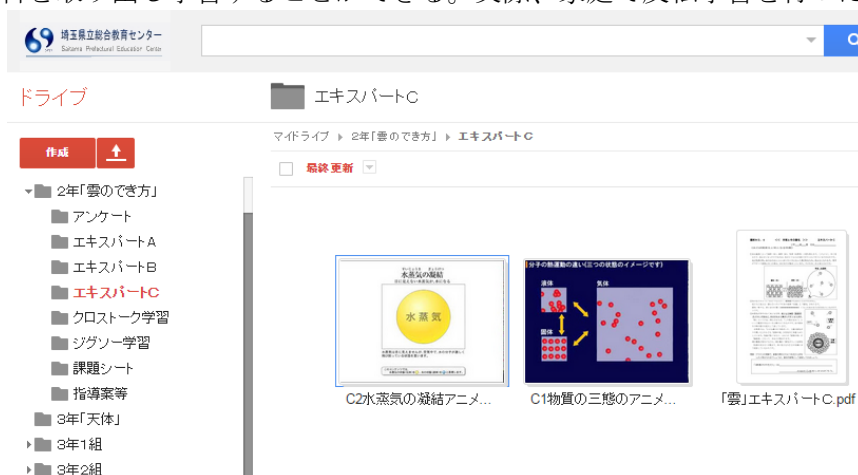 埼玉県立総合教育センター
Saitama Prefectural Education Center
ドライブ
エキスパートC
マイドライブ ▸ 2年「雲のでき方」 ▸ エキスパートC
作成
最終更新
2年「雲のでき方」
アンケート
エキスパートA
エキスパートB
エキスパートC
クロストーク学習
ジグソー学習
課題シート
指導案等
3年「天体」
3年1組
3年2組
水蒸気の凝結
水蒸気
分子の熱運動の違い(三つの状態のイメージです)
液体
気体
固体
C2水蒸気の凝結アニメ...
C1物質の三態のアニメ...
「雲」エキスパートC.pdf